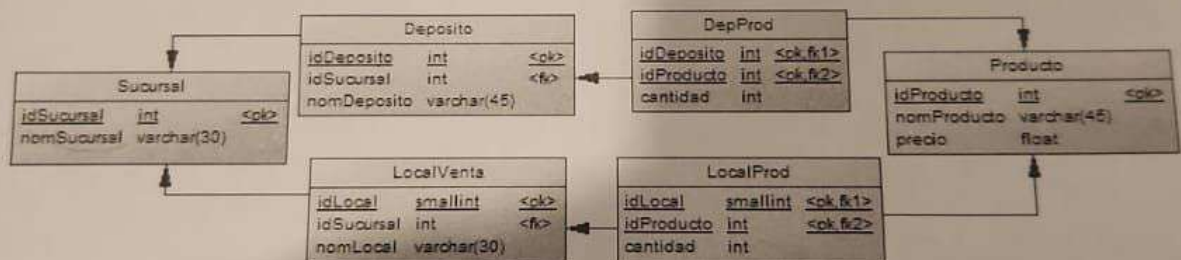 Deposito
idDeposito int <pk>
idSucursal int <fk>
nomDeposito varchar(45)
DepProd
idDeposito int <pk,fk1>
idProducto int <pk,fk2>
cantidad int
Sucursal
idSucursal int <pk>
nomSucursal varchar(30)
Producto
idProducto int <pk>
nomProducto varchar(45)
precio float
LocalVenta
idLocal smallint <pk>
idSucursal int <fk>
nomLocal varchar(30)
LocalProd
idLocal smallint <pk,fk1>
idProducto int <pk,fk2>
cantidad int